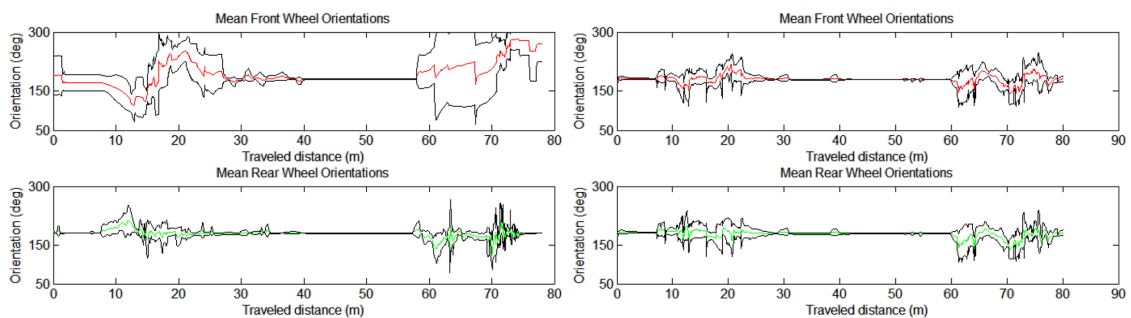 Mean Front Wheel Orientations
300
150
50
Orientation (deg)
0 10 20 30 40 50 60 70 80
Traveled distance (m)
Mean Rear Wheel Orientations
300
150
50
Orientation (deg)
0 10 20 30 40 50 60 70 80
Traveled distance (m)
Mean Front Wheel Orientations
300
150
50
Orientation (deg)
0 10 20 30 40 50 60 70 80 90
Traveled distance (m)
Mean Rear Wheel Orientations
300
150
50
Orientation (deg)
0 10 20 30 40 50 60 70 80 90
Traveled distance (m)